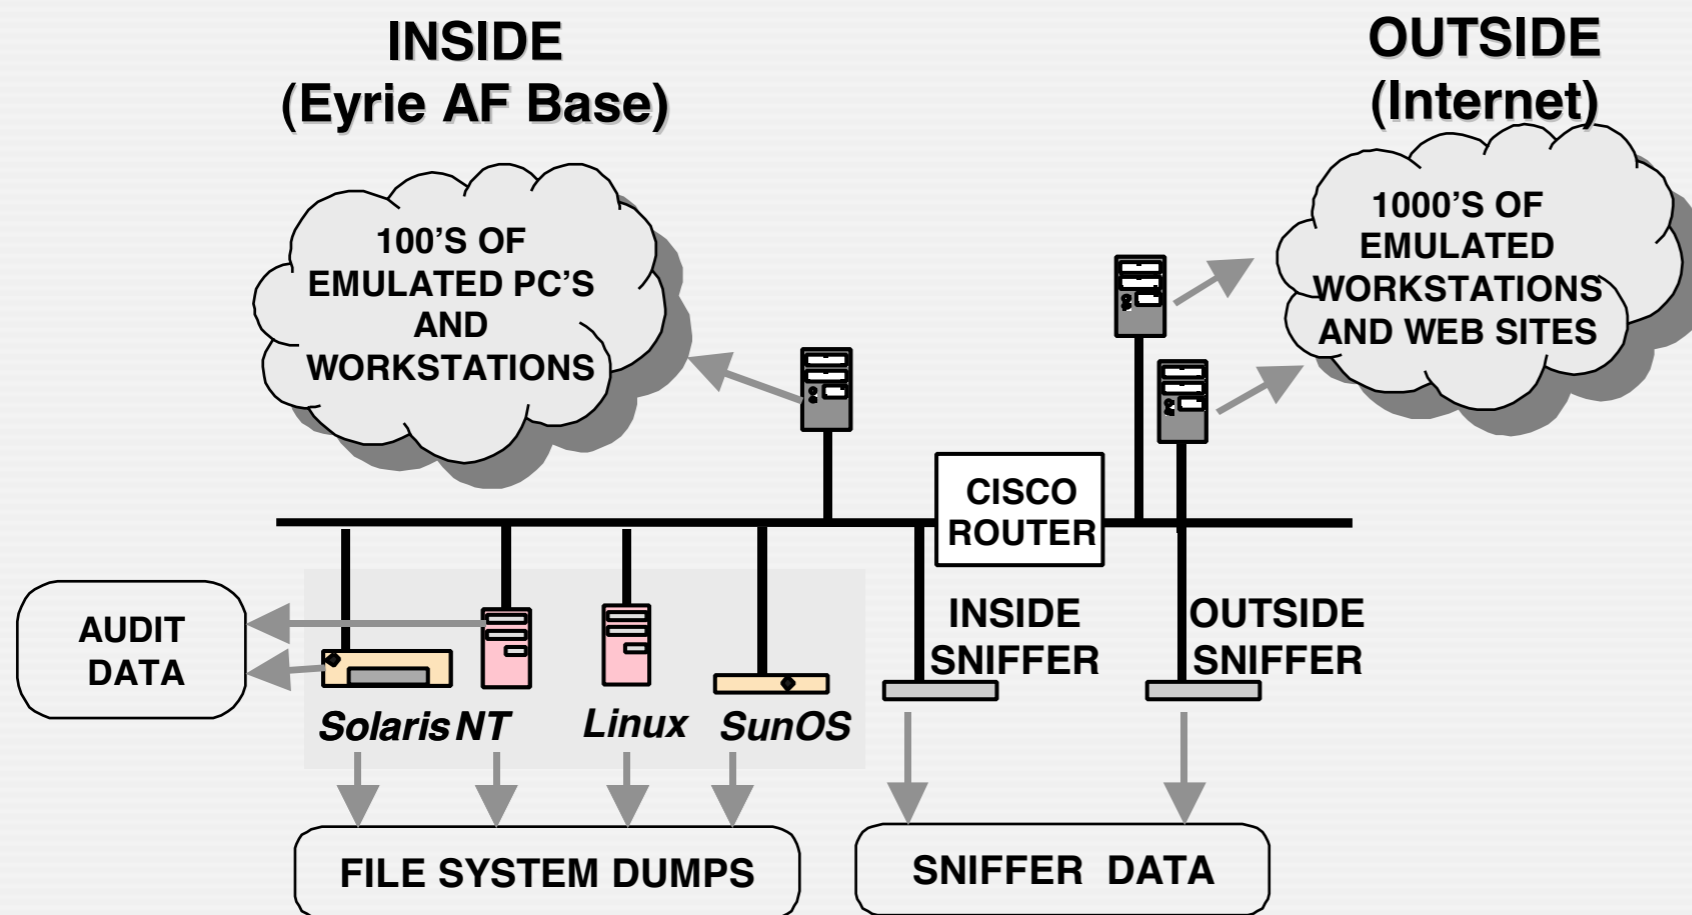 INSIDE
(Eyrie AF Base)
OUTSIDE
(Internet)
100'S OF
EMULATED PC'S
AND
WORKSTATIONS
1000'S OF
EMULATED
WORKSTATIONS
AND WEB SITES
CISCO
ROUTER
AUDIT
DATA
INSIDE
SNIFFER
OUTSIDE
SNIFFER
Solaris NT
Linux
SunOS
FILE SYSTEM DUMPS
SNIFFER DATA